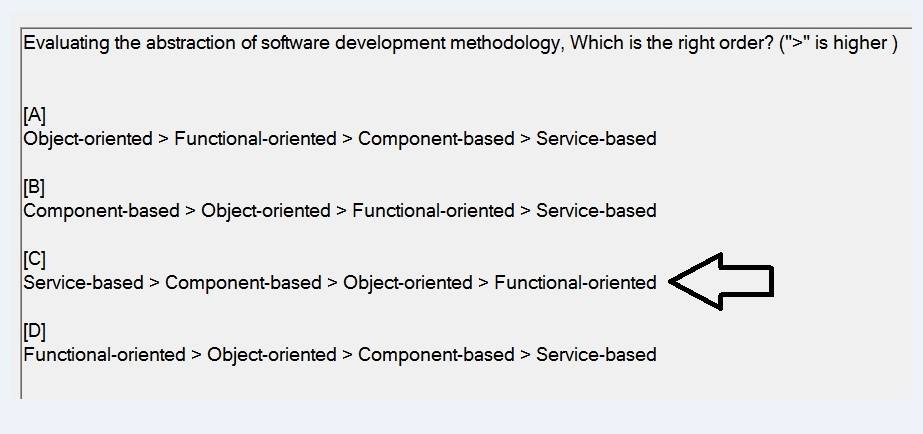 Evaluating the abstraction of software development methodology, Which is the right order? (">" is higher )
[A]
Object-oriented > Functional-oriented > Component-based > Service-based
[B]
Component-based > Object-oriented > Functional-oriented > Service-based
[C]
Service-based > Component-based > Object-oriented > Functional-oriented
[D]
Functional-oriented > Object-oriented > Component-based > Service-based